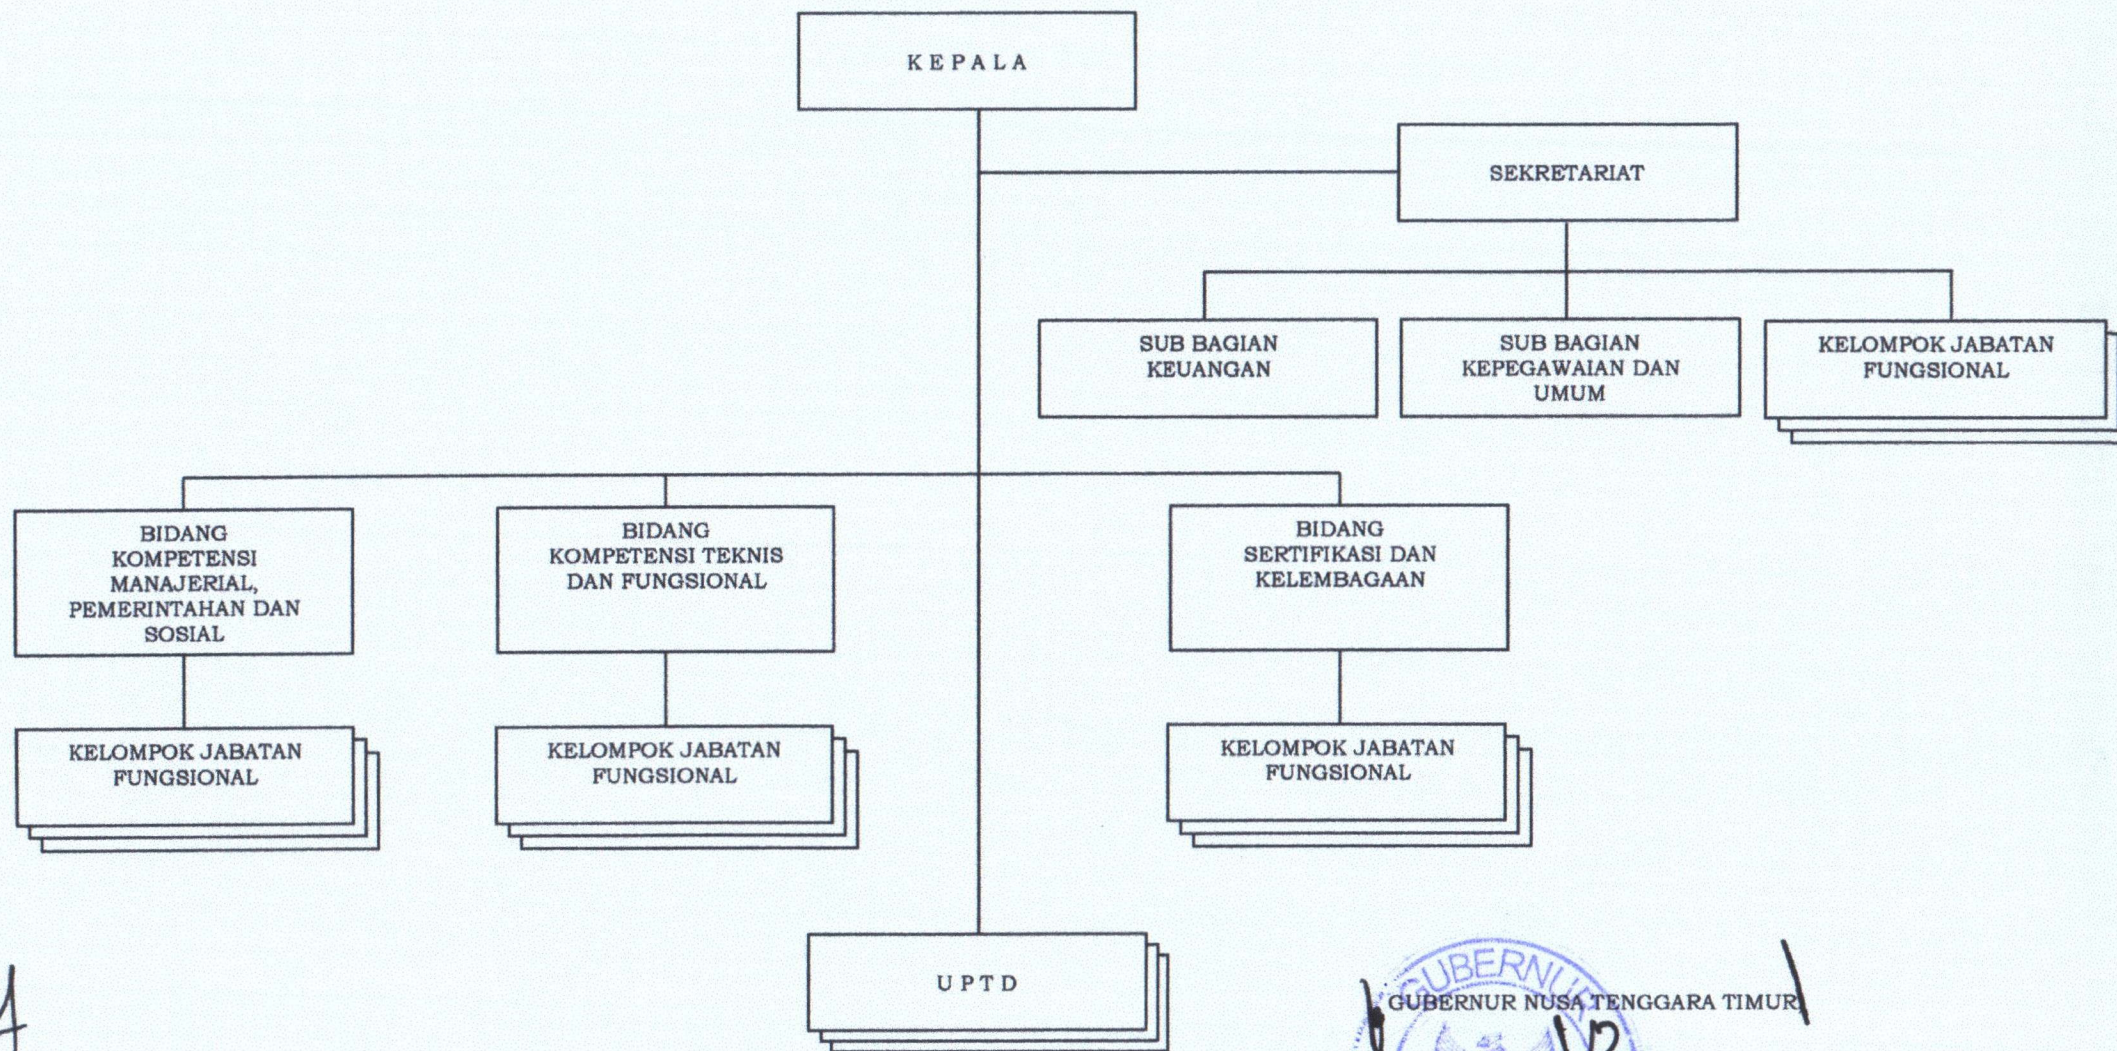 K E P A L A
SEKRETARIAT
SUB BAGIAN
KEUANGAN
SUB BAGIAN
KEPEGAWAIAN DAN
UMUM
KELOMPOK JABATAN
FUNGSIONAL
BIDANG
KOMPETENSI
MANAJERIAL,
PEMERINTAHAN DAN
SOSIAL
BIDANG
KOMPETENSI TEKNIS
DAN FUNGSIONAL
BIDANG
SERTIFIKASI DAN
KELEMBAGAAN
KELOMPOK JABATAN
FUNGSIONAL
KELOMPOK JABATAN
FUNGSIONAL
KELOMPOK JABATAN
FUNGSIONAL
U P T D
GUBERNUR
GUBERNUR NUSA TENGGARA TIMUR